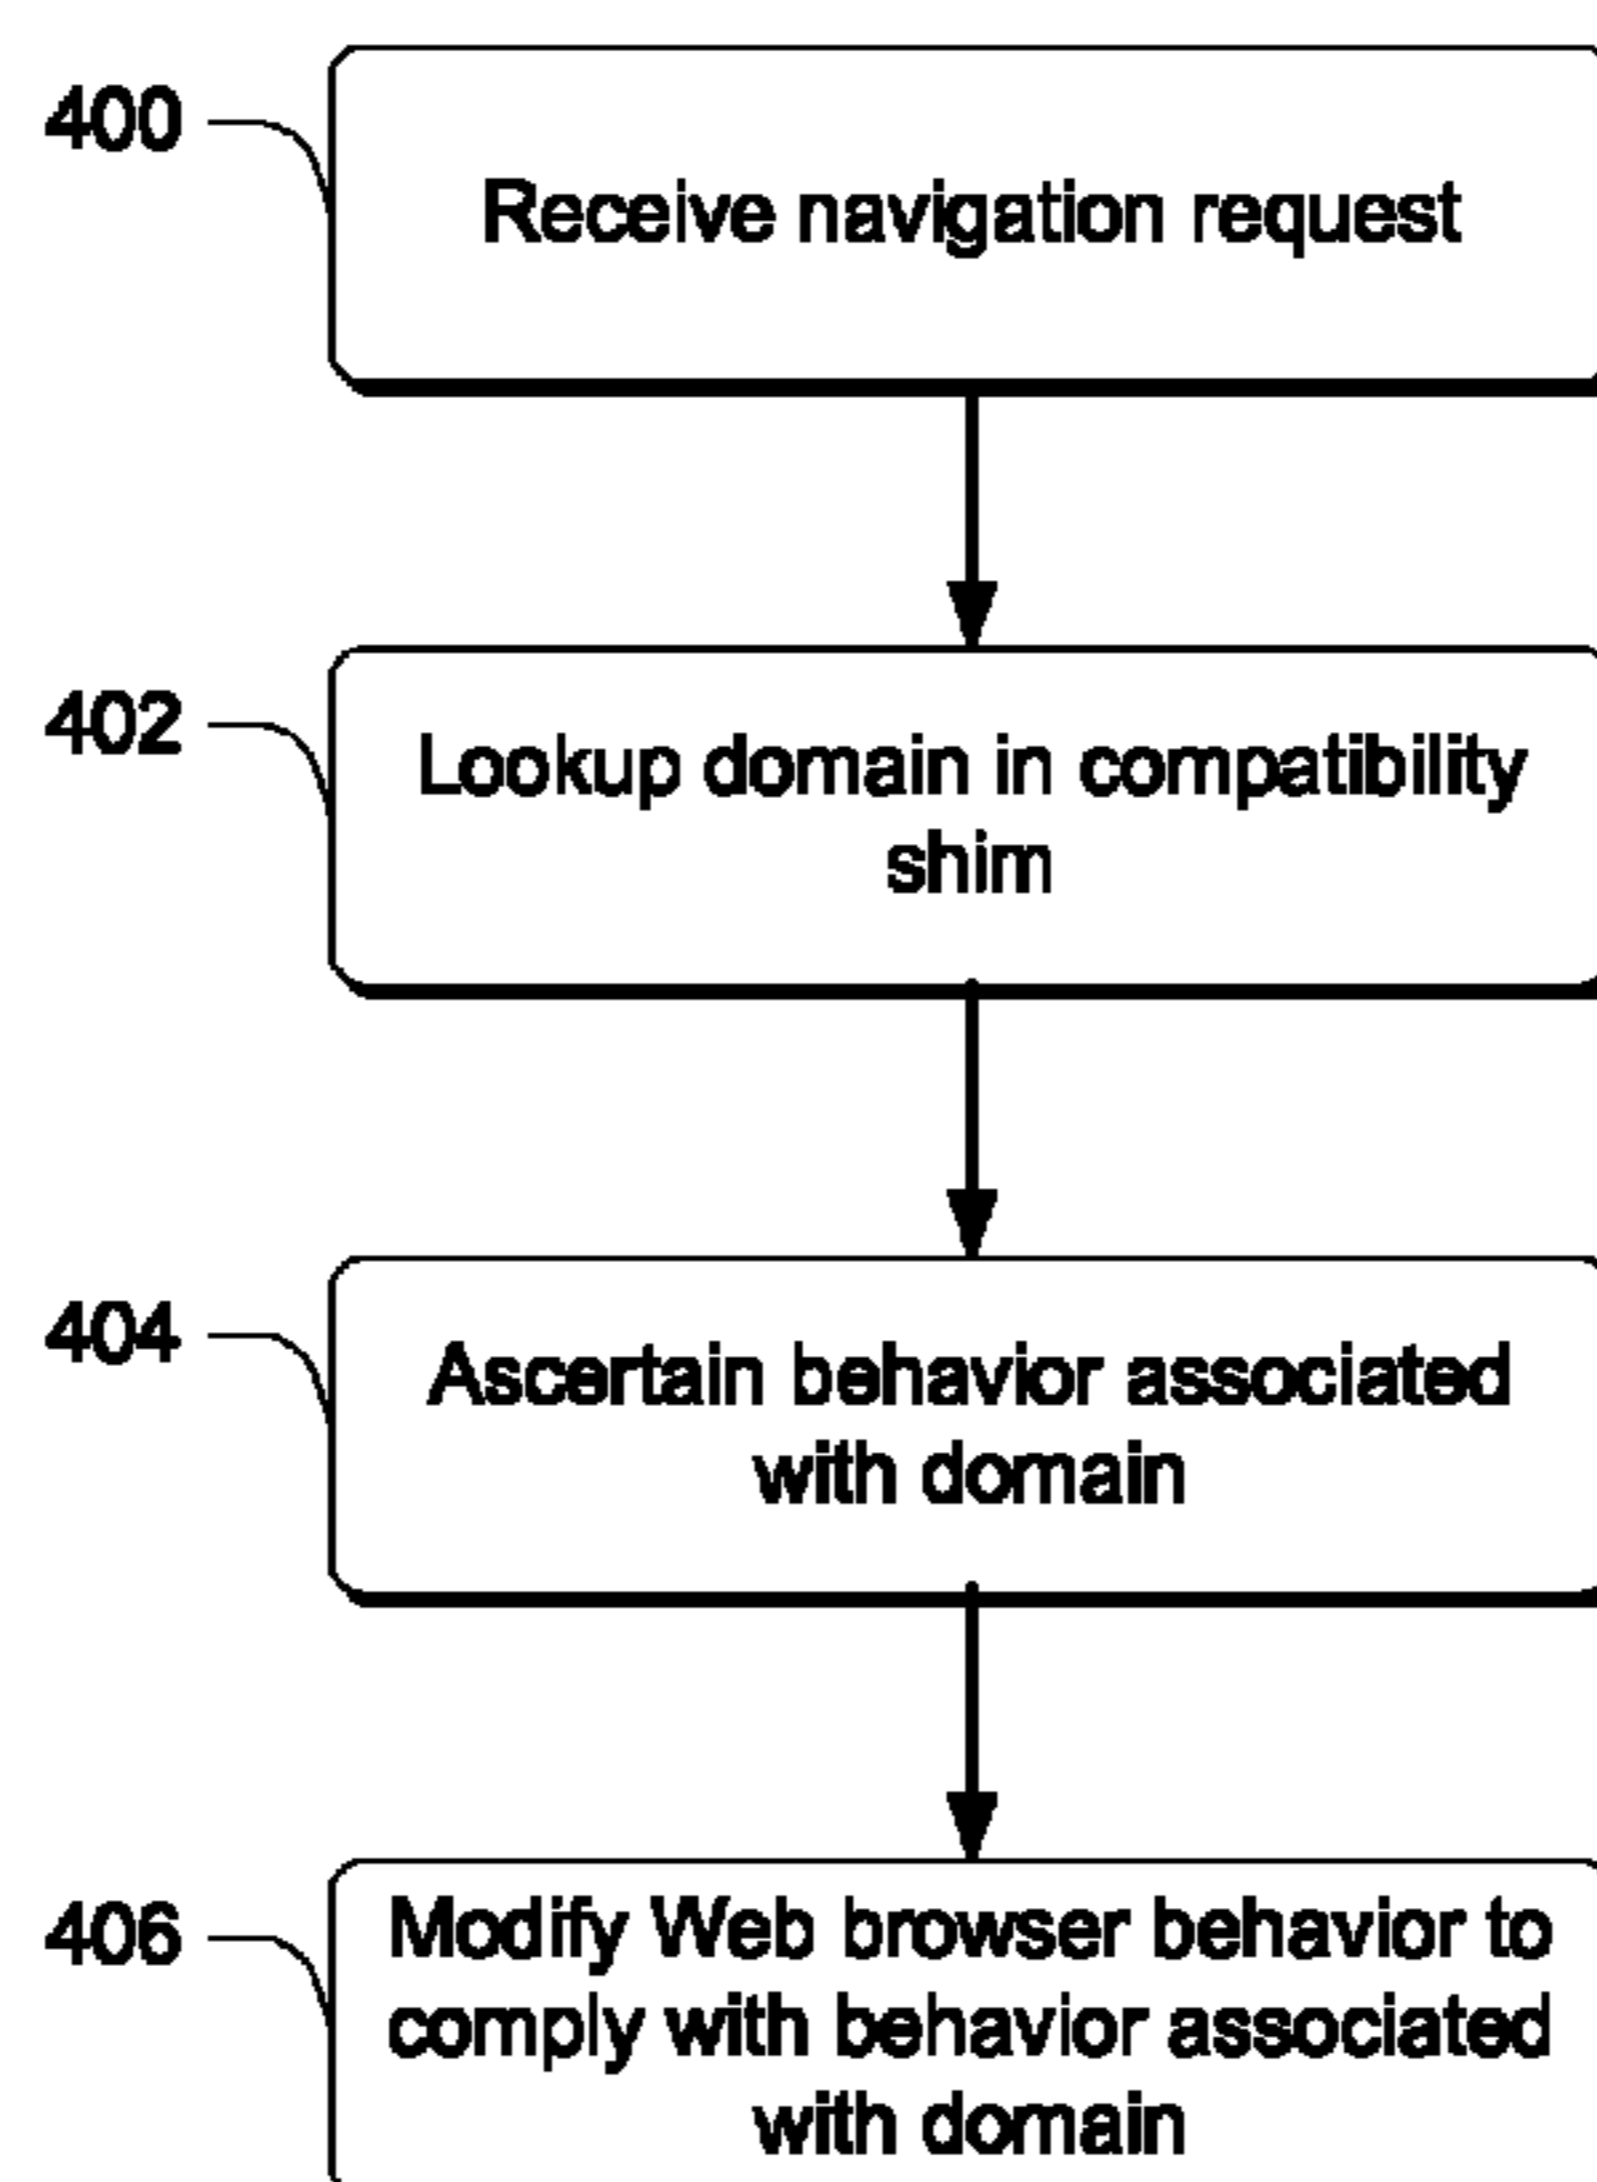 400
Receive navigation request
402
Lookup domain in compatibility
shim
404
Ascertain behavior associated
with domain
406
Modify Web browser behavior to
comply with behavior associated
with domain